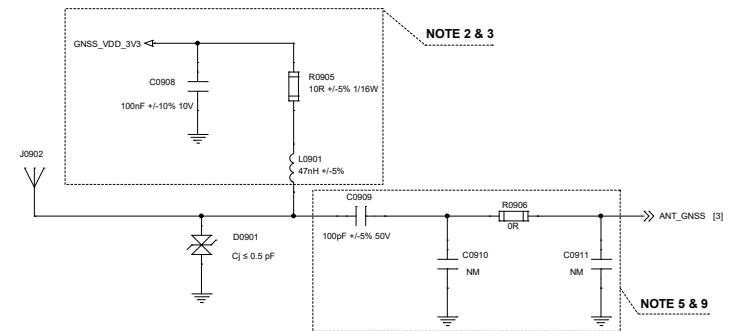 NOTE 2 & 3
GNSS_VDD_3V3
C0908
100nF +/-10% 10V
R0905
10R +/-5% 1/16W
J0902
L0901
47nH +/-5%
C0909
100pF +/-5% 50V
R0906
0R
ANT_GNSS [3]
D0901
Cj ≤ 0.5 pF
C0910
NM
C0911
NM
NOTE 5 & 9